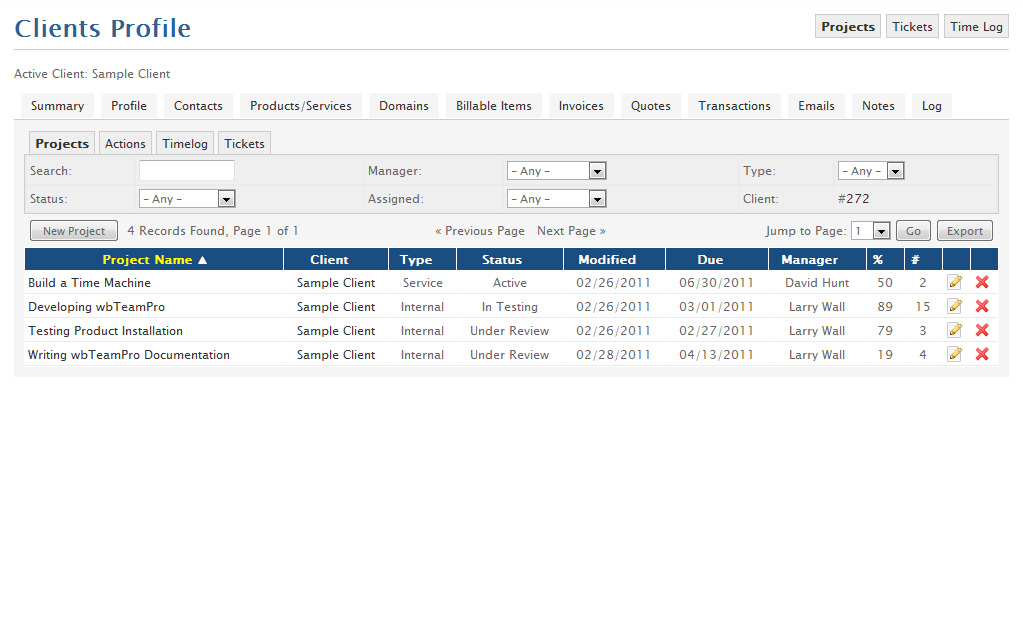 Clients Profile
Projects Tickets Time Log
Active Client: Sample Client
Summary Profile Contacts Products/Services Domains Billable Items Invoices Quotes Transactions Emails Notes Log
Projects Actions Timelog Tickets
Search: Manager: - Any - Type: - Any -
Status: - Any - Assigned: - Any - Client: #272
New Project 4 Records Found, Page 1 of 1 « Previous Page Next Page » Jump to Page: 1 Go Export
Project Name ▲ Client Type Status Modified Due Manager % #
Build a Time Machine Sample Client Service Active 02/26/2011 06/30/2011 David Hunt 50 2
Developing wbTeamPro Sample Client Internal In Testing 02/26/2011 03/01/2011 Larry Wall 89 15
Testing Product Installation Sample Client Internal Under Review 02/26/2011 02/27/2011 Larry Wall 79 3
Writing wbTeamPro Documentation Sample Client Internal Under Review 02/28/2011 04/13/2011 Larry Wall 19 4